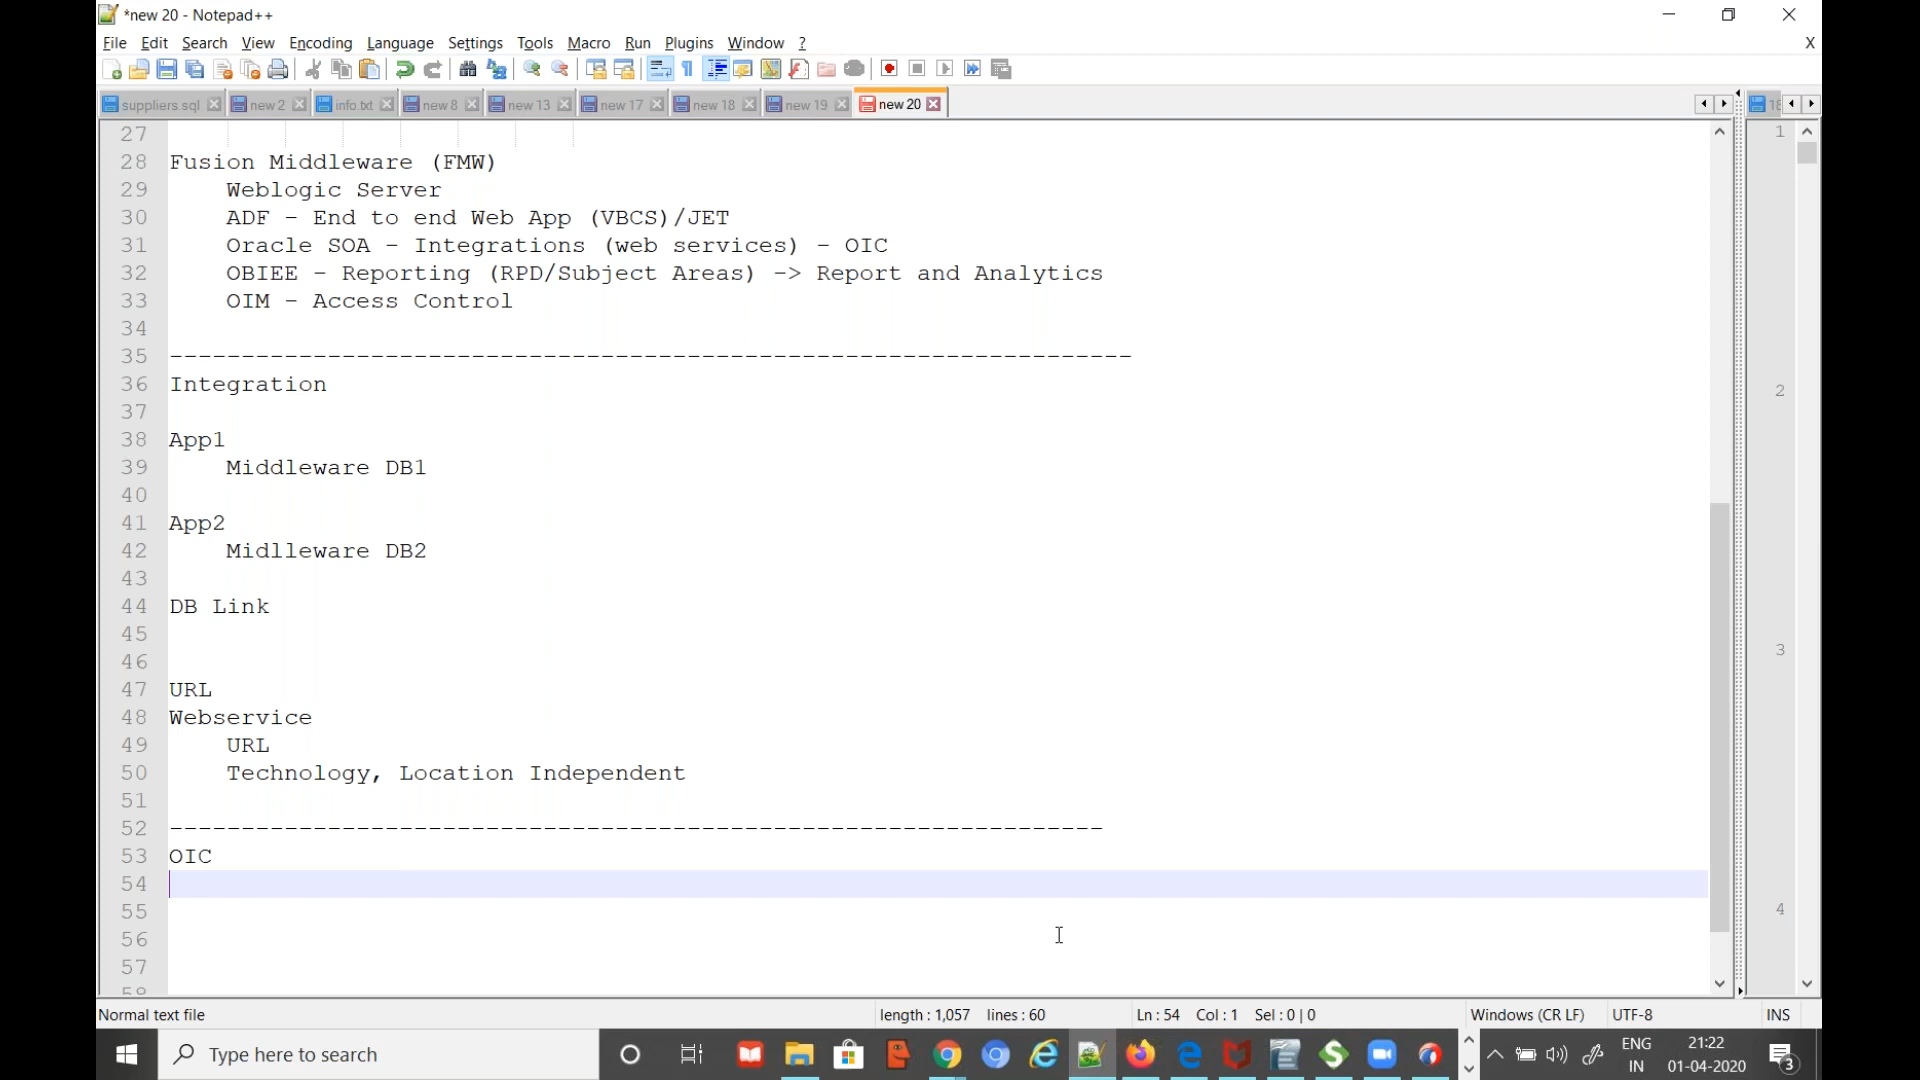 *new 20 - Notepad++
File Edit Search View Encoding Language Settings Tools Macro Run Plugins Window ? X
suppliers.sql new 2 info.txt new 8 new 13 new 17 new 18 new 19 new 20
27
28 Fusion Middleware (FMW)
29 Weblogic Server
30 ADF - End to end Web App (VBCS)/JET
31 Oracle SOA - Integrations (web services) - OIC
32 OBIEE - Reporting (RPD/Subject Areas) -> Report and Analytics
33 OIM - Access Control
34
35 -------------------------------------------------------------------
36 Integration
37
38 App1
39 Middleware DB1
40
41 App2
42 Midlleware DB2
43
44 DB Link
45
46
47 URL
48 Webservice
49 URL
50 Technology, Location Independent
51
52 -----------------------------------------------------------------
53 OIC
54
55
56
57
58
1
2
3
4
Normal text file length : 1,057 lines : 60 Ln : 54 Col : 1 Sel : 0 | 0 Windows (CR LF) UTF-8 INS
Type here to search
ENG
IN
21:22
01-04-2020
3